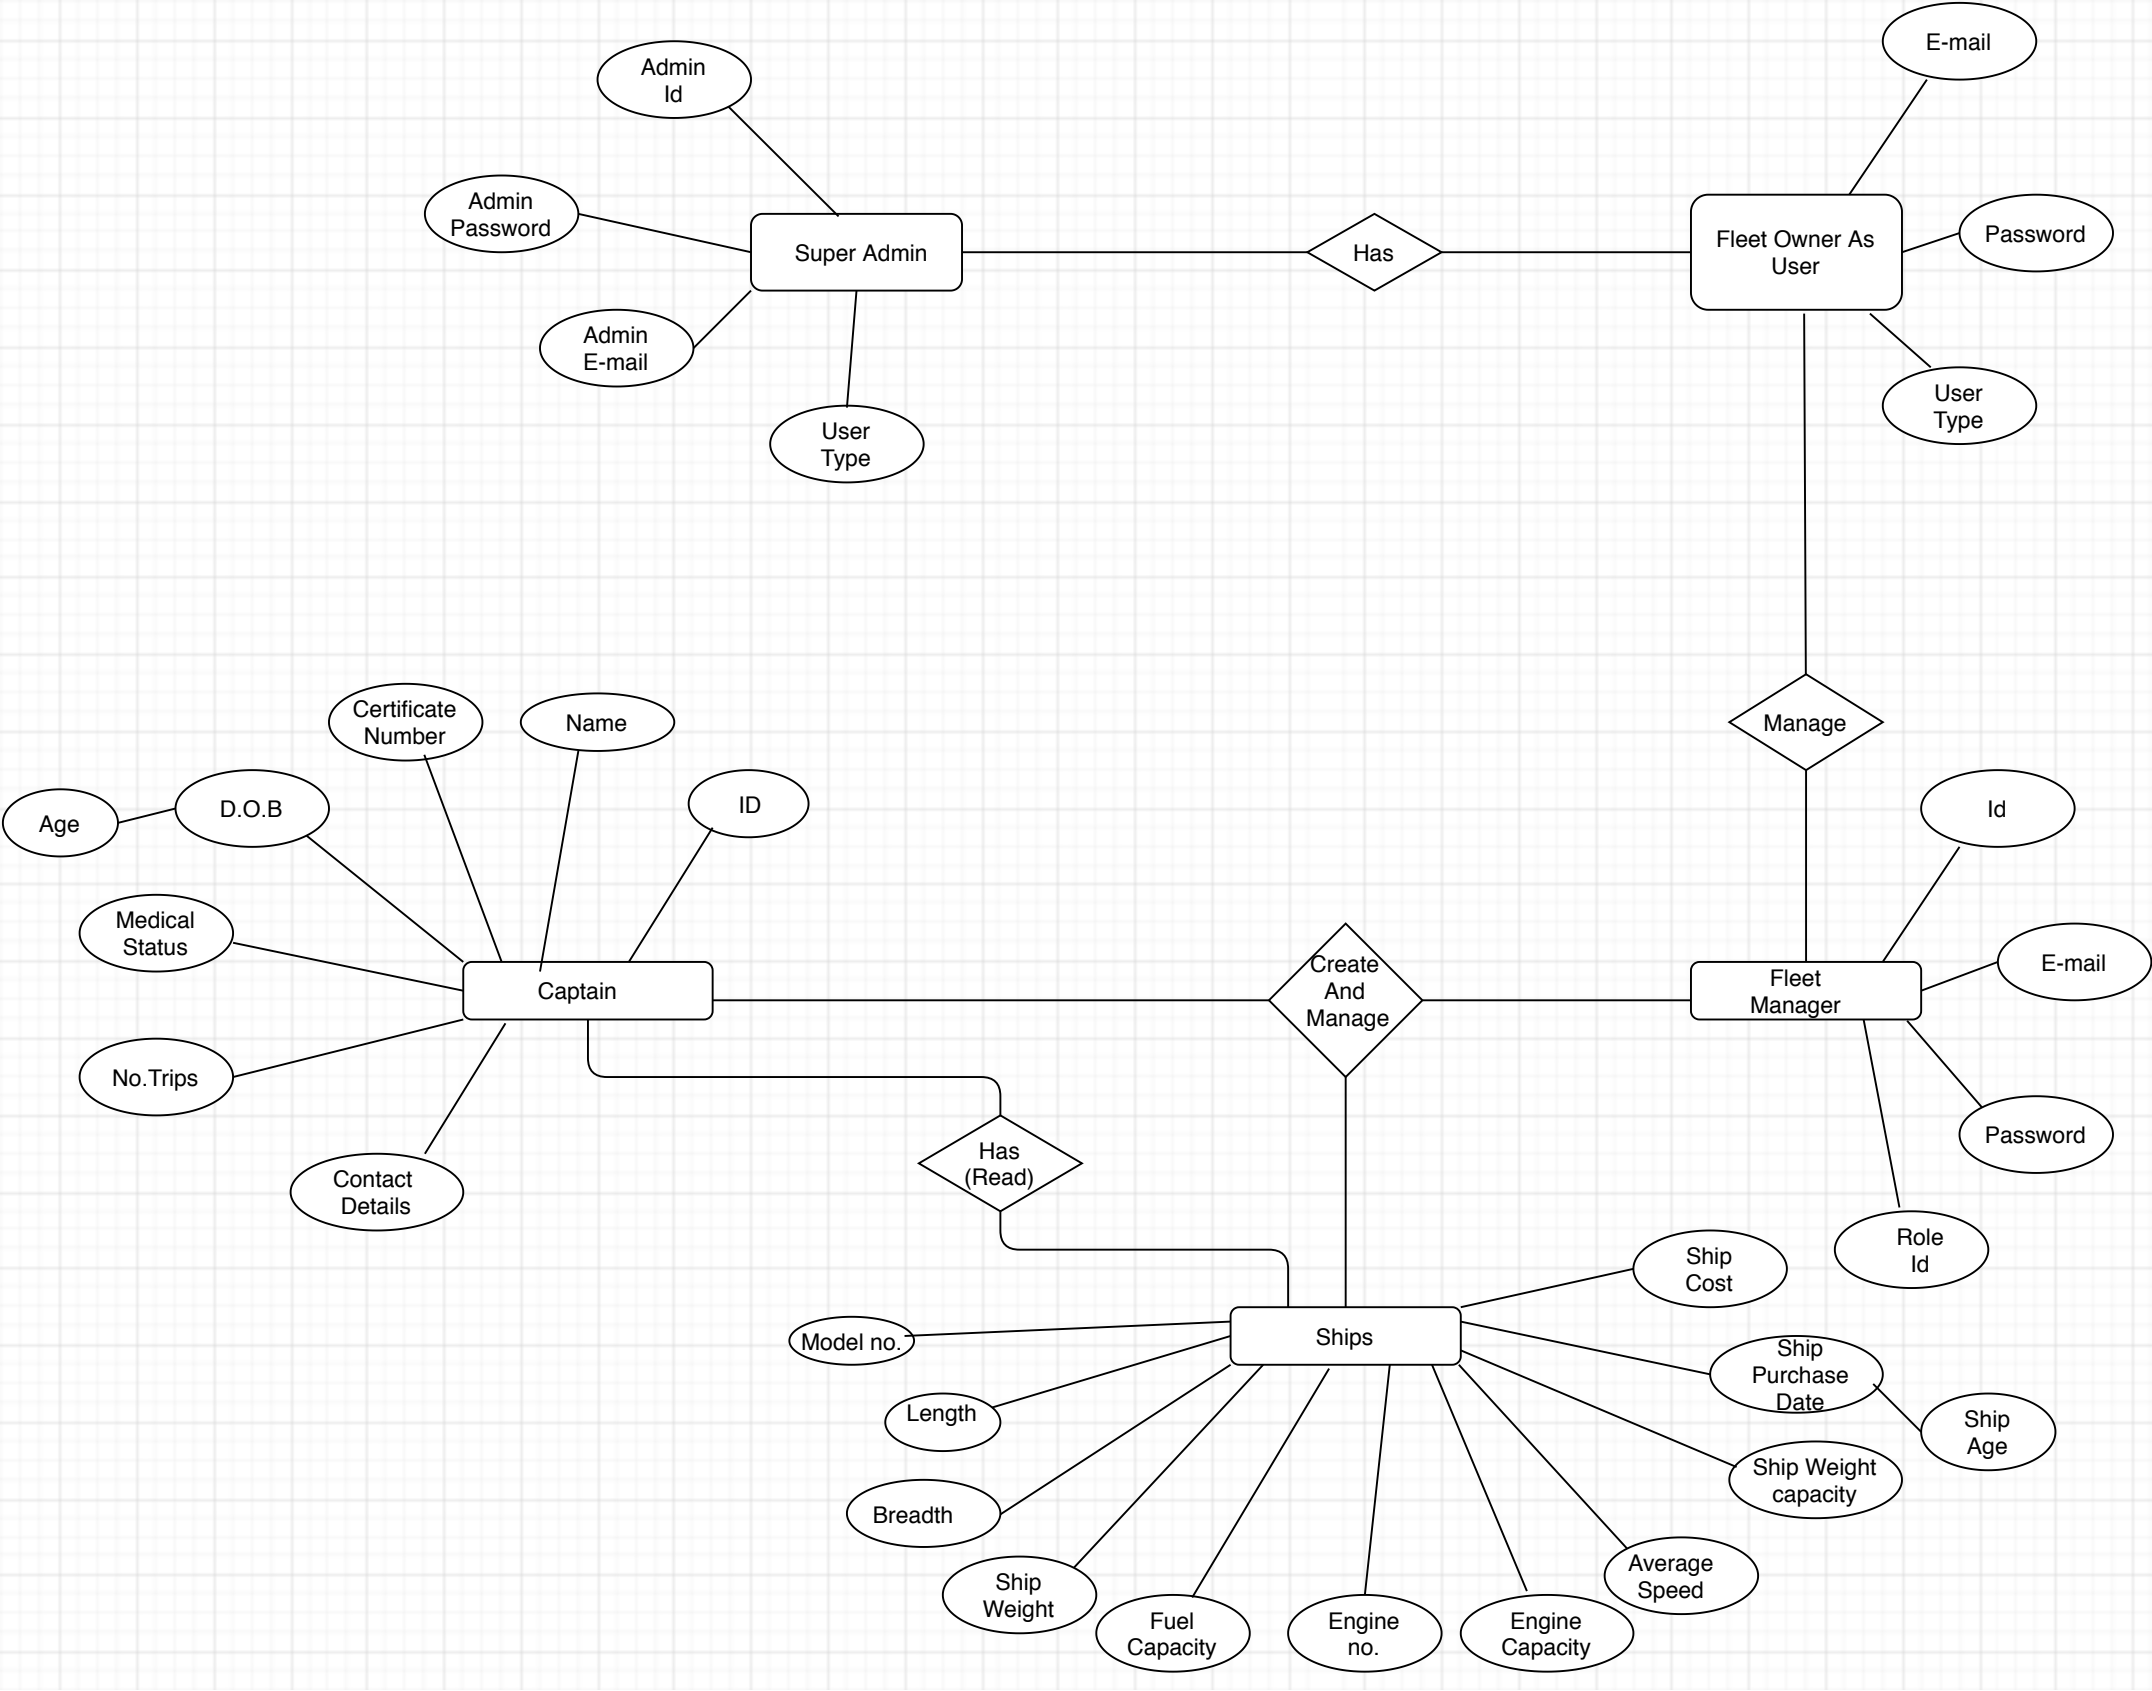 E-mail
Admin
Id
Admin
Password
Super Admin
Has
Fleet Owner As
User
Password
Admin
E-mail
User
Type
User
Type
Certificate
Number
Name
Manage
Age
D.O.B
ID
Id
Medical
Status
Captain
Create
And
Manage
Fleet
Manager
E-mail
No.Trips
Has
(Read)
Password
Contact
Details
Role
Id
Ship
Cost
Model no.
Ships
Ship
Purchase
Date
Length
Ship
Age
Ship Weight
capacity
Breadth
Ship
Weight
Average
Speed
Fuel
Capacity
Engine
no.
Engine
Capacity